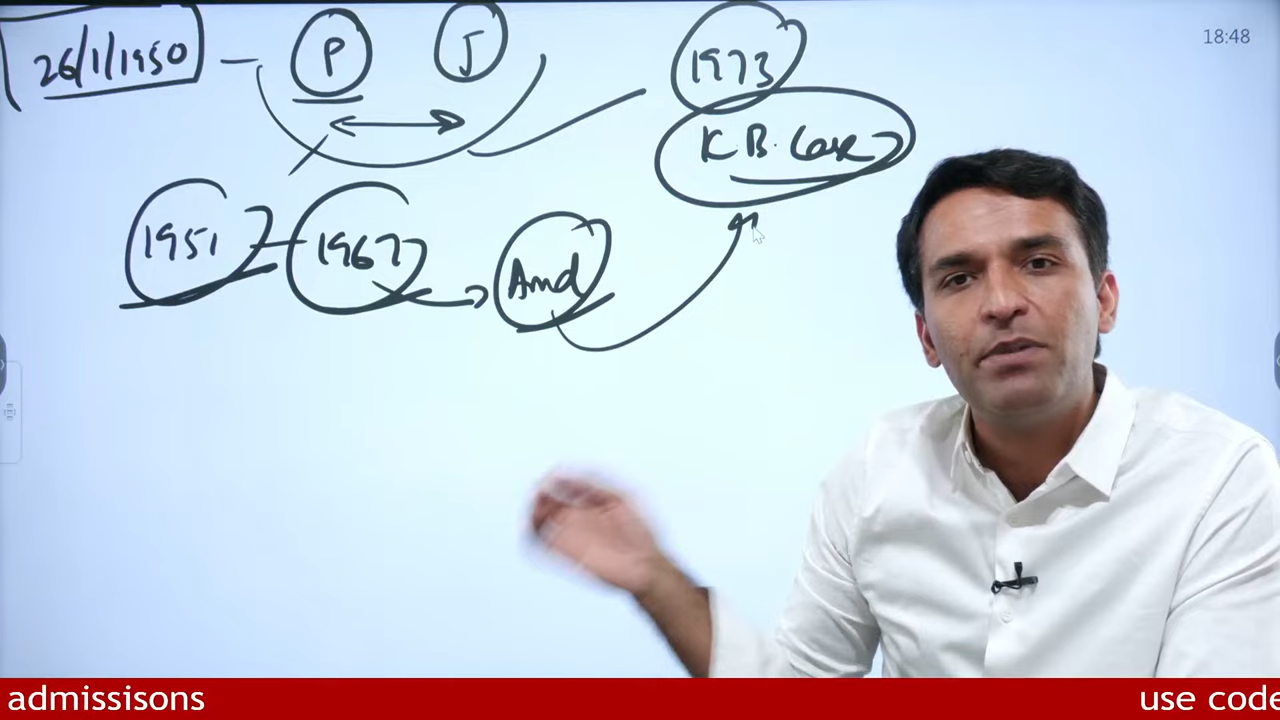 18:48
26/1/1950 - P J
1973
K.B. Case
1951 - 1967 → Amd
admissisons
use code